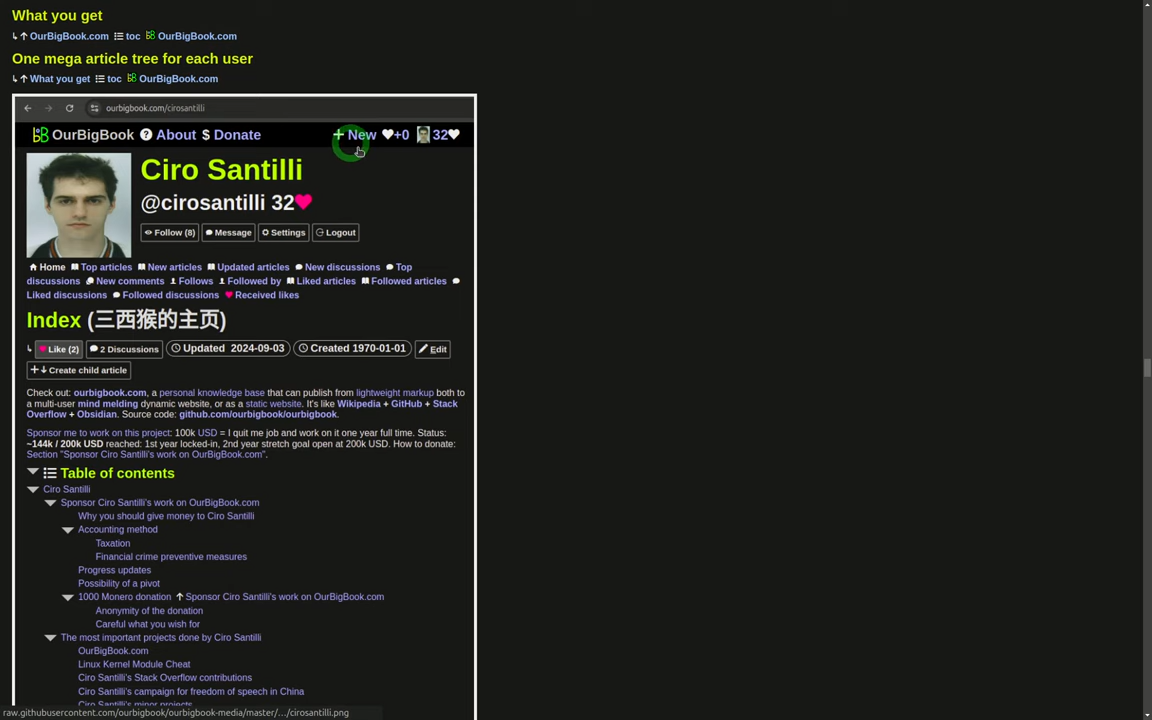 What you get
↳ ↑ OurBigBook.com toc OurBigBook.com
One mega article tree for each user
↳ ↑ What you get toc OurBigBook.com
ourbigbook.com/cirosantilli
OurBigBook ? About $ Donate + New +0 32
Ciro Santilli
@cirosantilli 32
Follow (8) Message Settings Logout
Home Top articles New articles Updated articles New discussions Top
discussions New comments Follows Followed by Liked articles Followed articles
Liked discussions Followed discussions Received likes
Index (三西猴的主页)
↳ Like (2) 2 Discussions Updated 2024-09-03 Created 1970-01-01 Edit
+↓ Create child article
Check out: ourbigbook.com, a personal knowledge base that can publish from lightweight markup both to
a multi-user mind melding dynamic website, or as a static website. It's like Wikipedia + GitHub + Stack
Overflow + Obsidian. Source code: github.com/ourbigbook/ourbigbook.
Sponsor me to work on this project: 100k USD = I quit me job and work on it one year full time. Status:
~144k / 200k USD reached: 1st year locked-in, 2nd year stretch goal open at 200k USD. How to donate:
Section "Sponsor Ciro Santilli's work on OurBigBook.com".
Table of contents
Ciro Santilli
Sponsor Ciro Santilli's work on OurBigBook.com
Why you should give money to Ciro Santilli
Accounting method
Taxation
Financial crime preventive measures
Progress updates
Possibility of a pivot
1000 Monero donation ↑ Sponsor Ciro Santilli's work on OurBigBook.com
Anonymity of the donation
Careful what you wish for
The most important projects done by Ciro Santilli
OurBigBook.com
Linux Kernel Module Cheat
Ciro Santilli's Stack Overflow contributions
Ciro Santilli's campaign for freedom of speech in China
Ciro Santilli's minor projects
raw.githubusercontent.com/ourbigbook/ourbigbook-media/master/…/cirosantilli.png